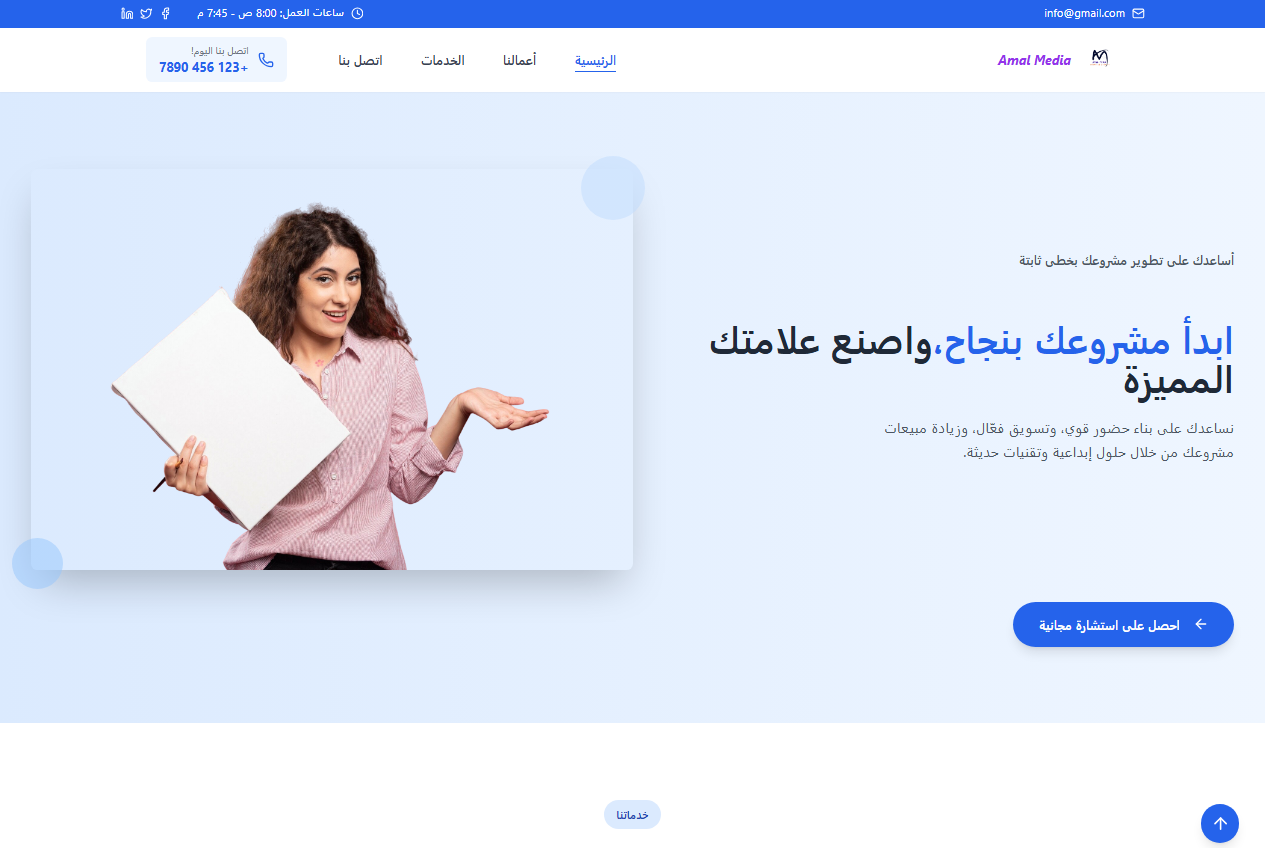 info@gmail.com
ساعات العمل: 8:00 ص - 7:45 م
Amal Media
الرئيسية
أعمالنا
الخدمات
اتصل بنا
اتصل بنا اليوم!
+123 456 7890
أساعدك على تطوير مشروعك بخطى ثابتة
ابدأ مشروعك بنجاح،واصنع علامتك
المميزة
نساعدك على بناء حضور قوي، وتسويق فعّال، وزيادة مبيعات
مشروعك من خلال حلول إبداعية وتقنيات حديثة.
احصل على استشارة مجانية
خدماتنا